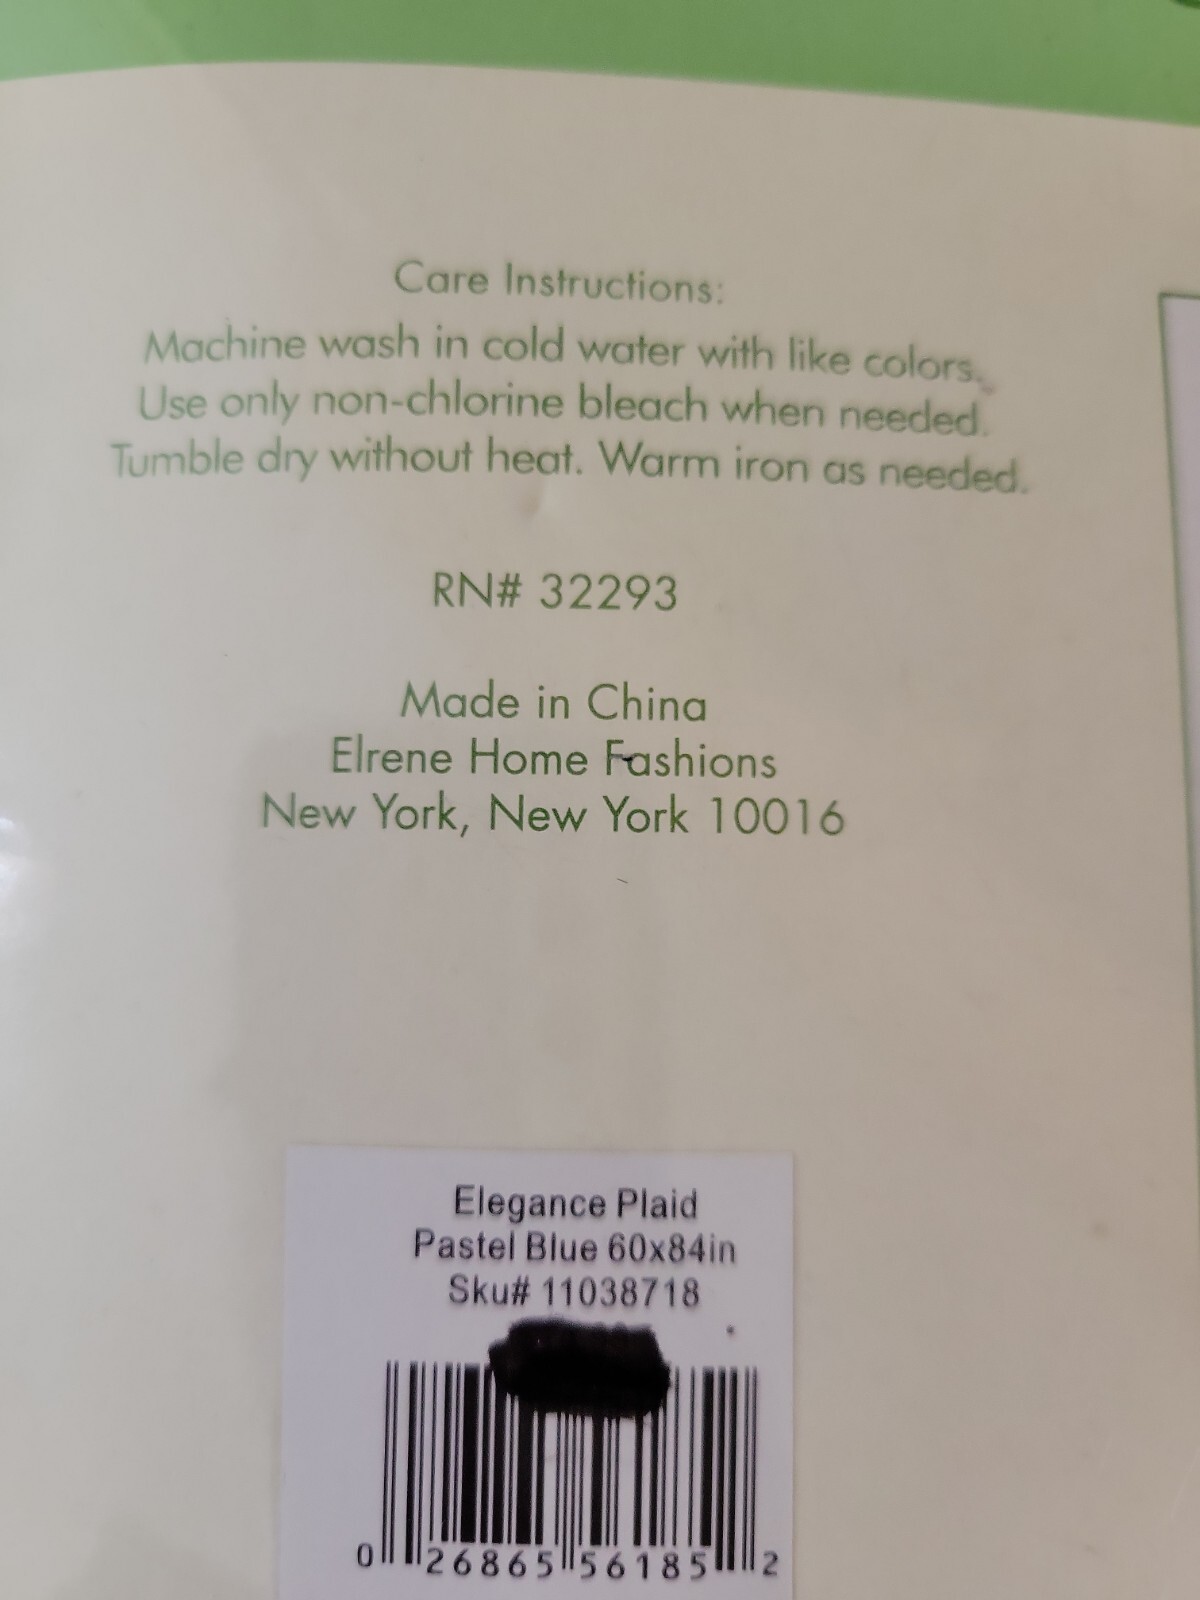 Care Instructions:
Machine wash in cold water with like colors.
Use only non-chlorine bleach when needed.
Tumble dry without heat. Warm iron as needed.
RN# 32293
Made in China
Elrene Home Fashions
New York, New York 10016
Elegance Plaid
Pastel Blue 60x84in
Sku# 11038718
0 26865 56185 2